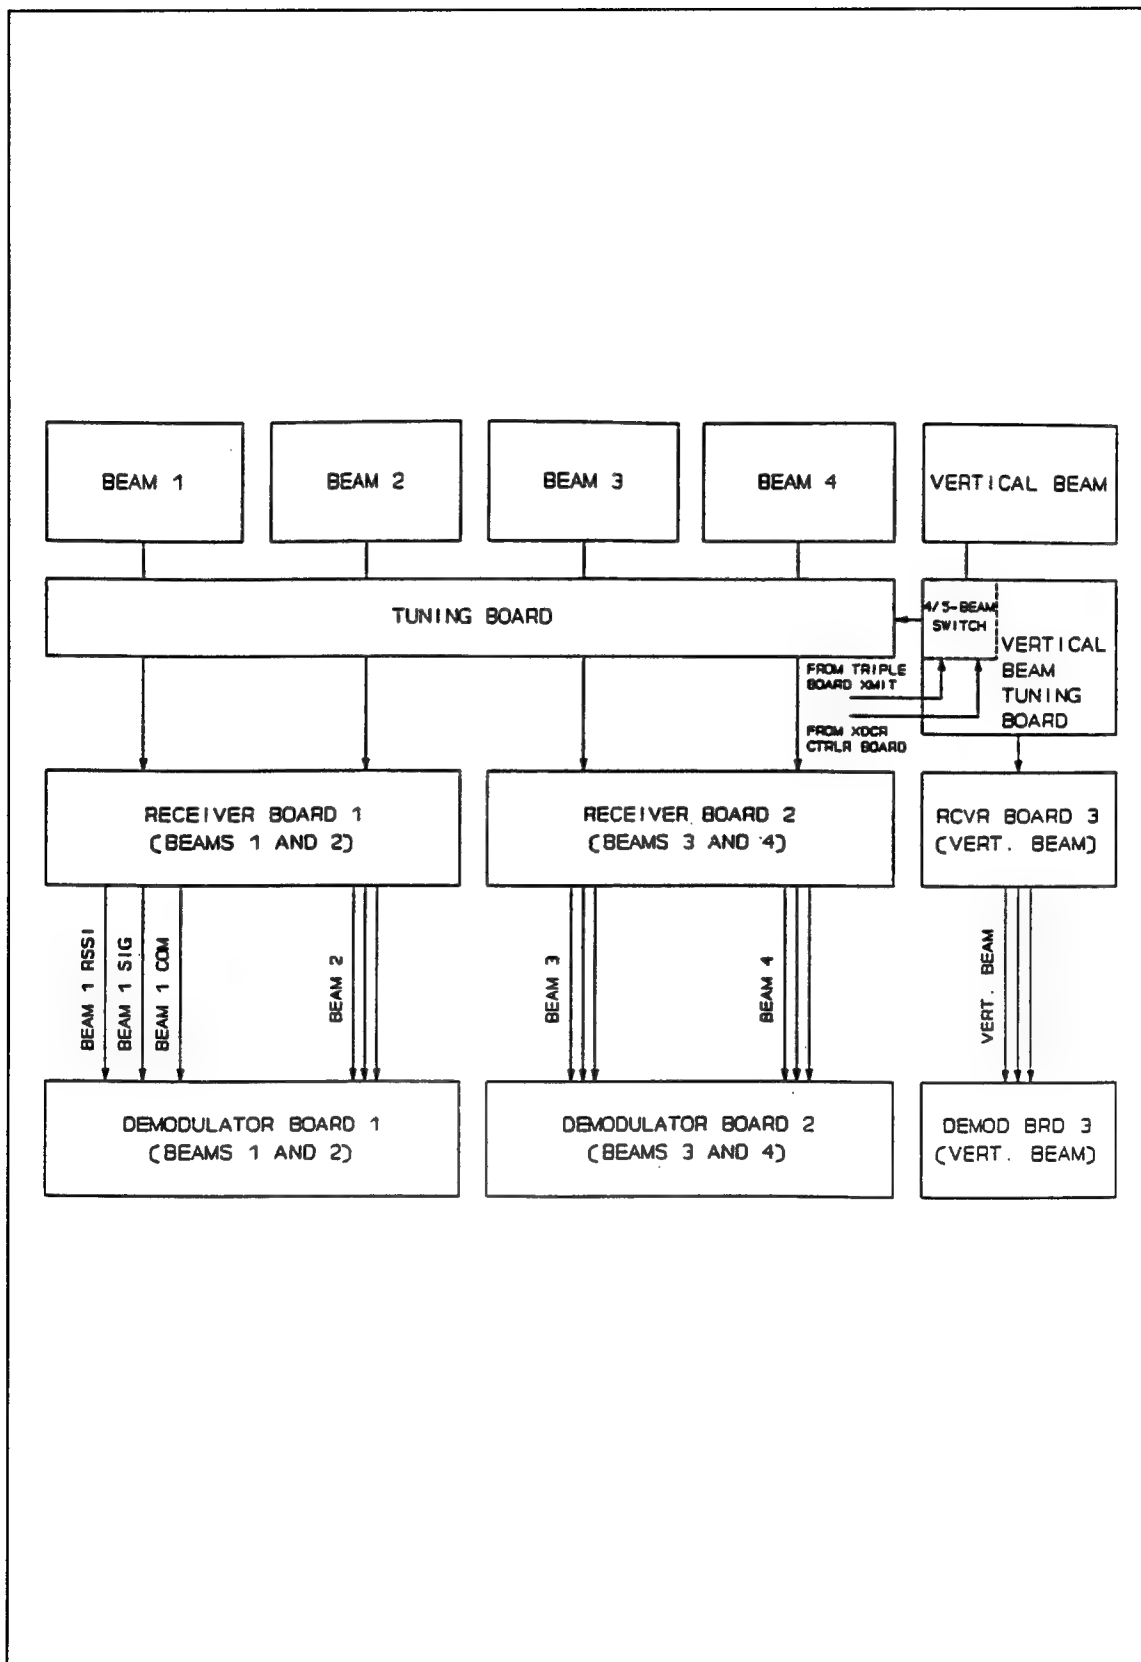 BEAM 1
BEAM 2
BEAM 3
BEAM 4
VERTICAL BEAM
TUNING BOARD
4/5-BEAM
SWITCH
VERTICAL
BEAM
TUNING
BOARD
FROM TRIPLE
BOARD XMIT
FROM XDCR
CTRLR BOARD
RECEIVER BOARD 1
(BEAMS 1 AND 2)
RECEIVER BOARD 2
(BEAMS 3 AND 4)
RCVR BOARD 3
(VERT. BEAM)
BEAM 1 RSSI
BEAM 1 SIG
BEAM 1 COM
BEAM 2
BEAM 3
BEAM 4
VERT. BEAM
DEMODULATOR BOARD 1
(BEAMS 1 AND 2)
DEMODULATOR BOARD 2
(BEAMS 3 AND 4)
DEMOD BRD 3
(VERT. BEAM)